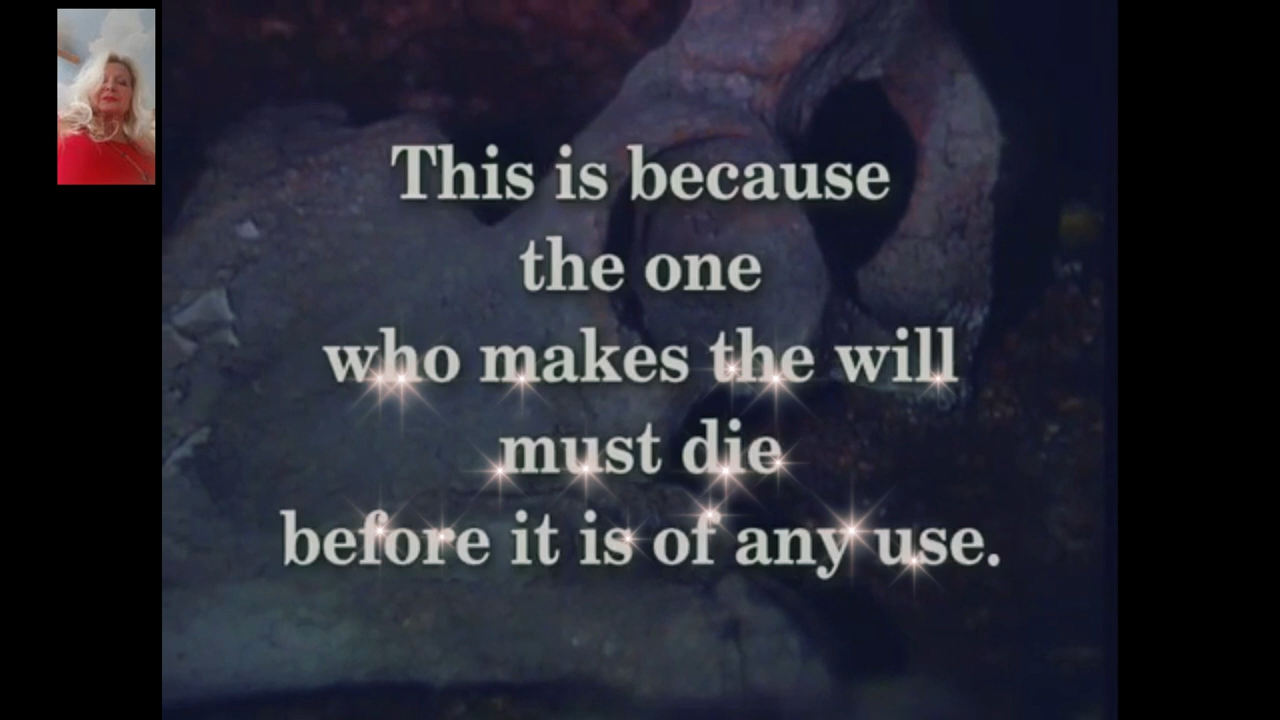 This is because
the one
who makes the will
must die
before it is of any use.